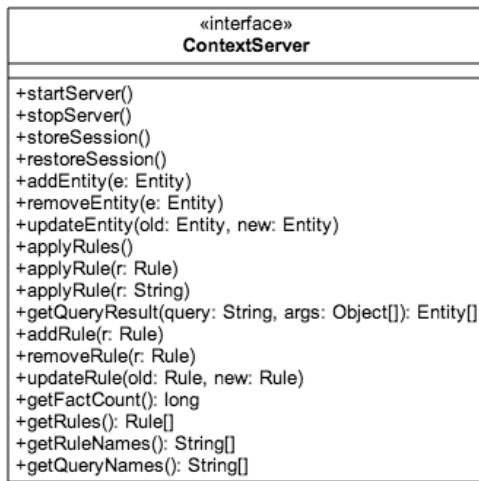 «interface»
ContextServer
+startServer()
+stopServer()
+storeSession()
+restoreSession()
+addEntity(e: Entity)
+removeEntity(e: Entity)
+updateEntity(old: Entity, new: Entity)
+applyRules()
+applyRule(r: Rule)
+applyRule(r: String)
+getQueryResult(query: String, args: Object[]): Entity[]
+addRule(r: Rule)
+removeRule(r: Rule)
+updateRule(old: Rule, new: Rule)
+getFactCount(): long
+getRules(): Rule[]
+getRuleNames(): String[]
+getQueryNames(): String[]